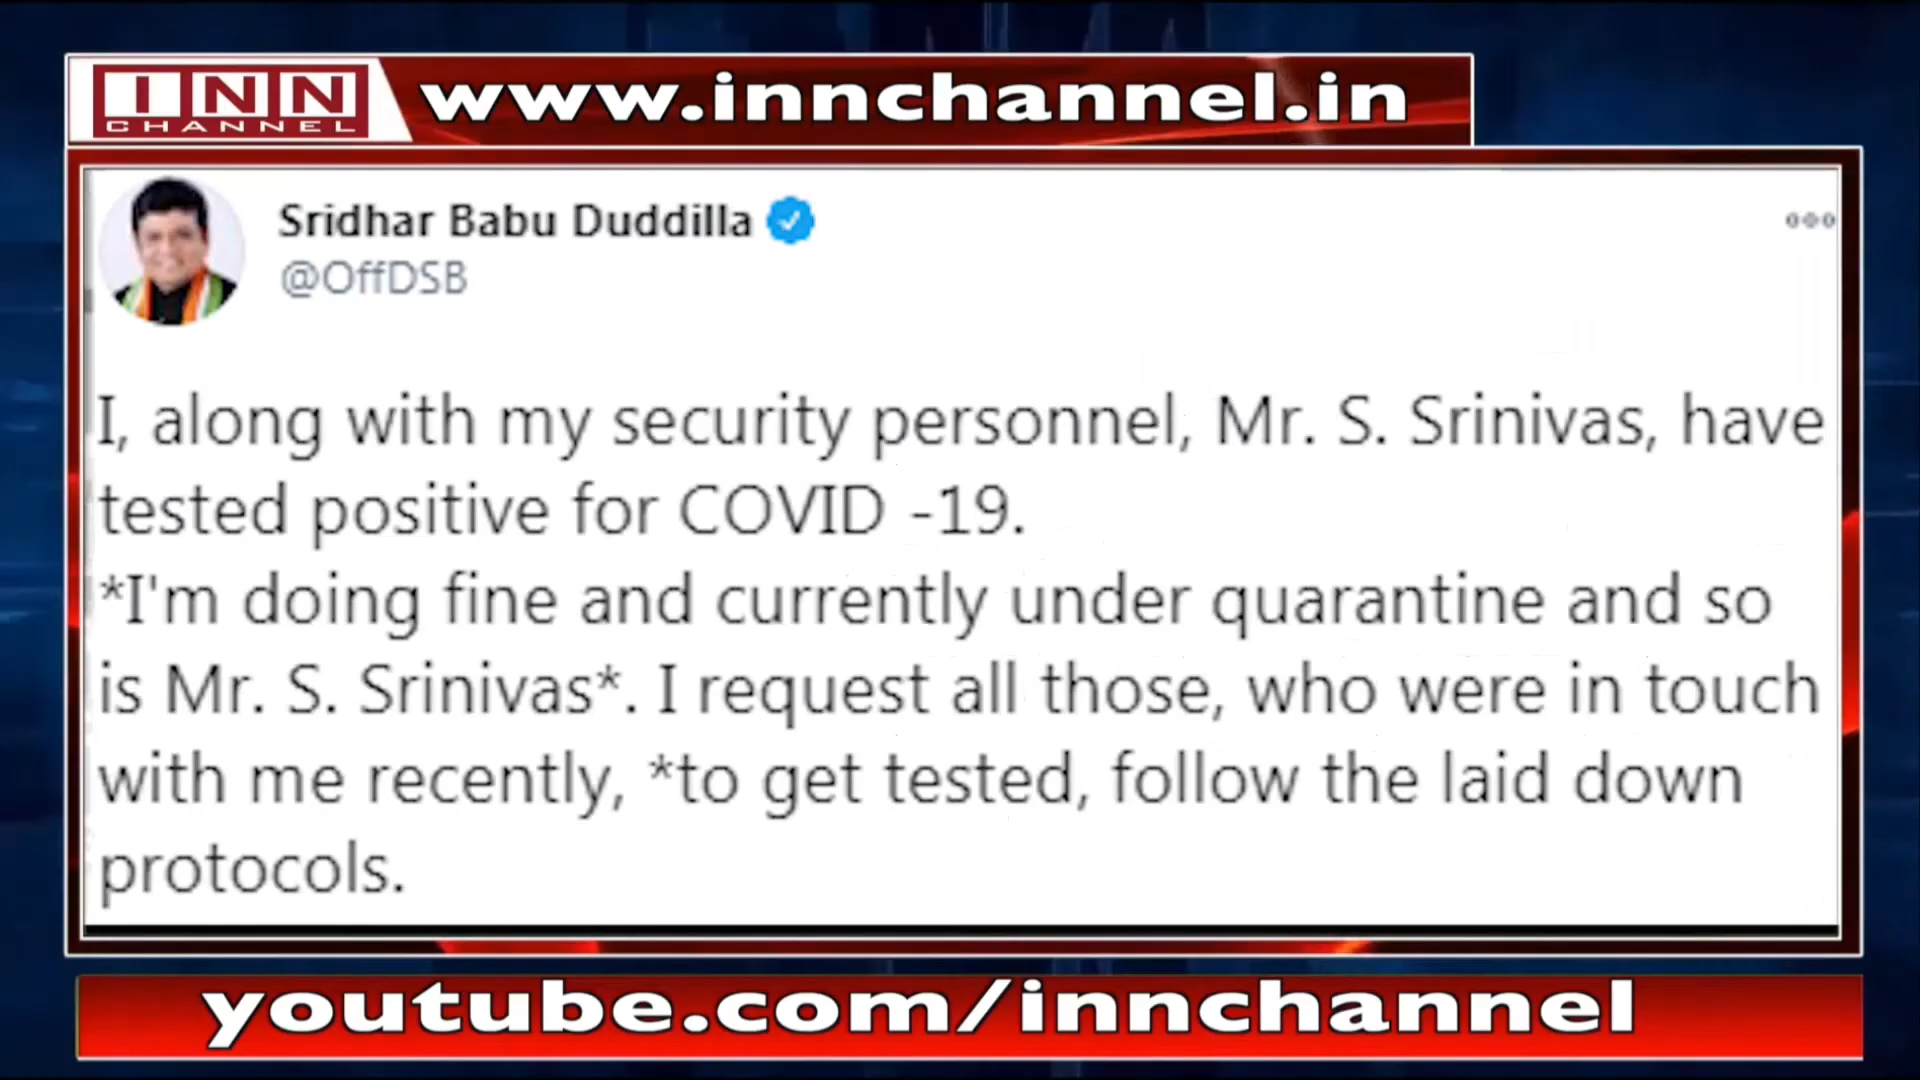 INN
CHANNEL
www.innchannel.in
Sridhar Babu Duddilla
@OffDSB
I, along with my security personnel, Mr. S. Srinivas, have
tested positive for COVID -19.
*I'm doing fine and currently under quarantine and so
is Mr. S. Srinivas*. I request all those, who were in touch
with me recently, *to get tested, follow the laid down
protocols.
youtube.com/innchannel